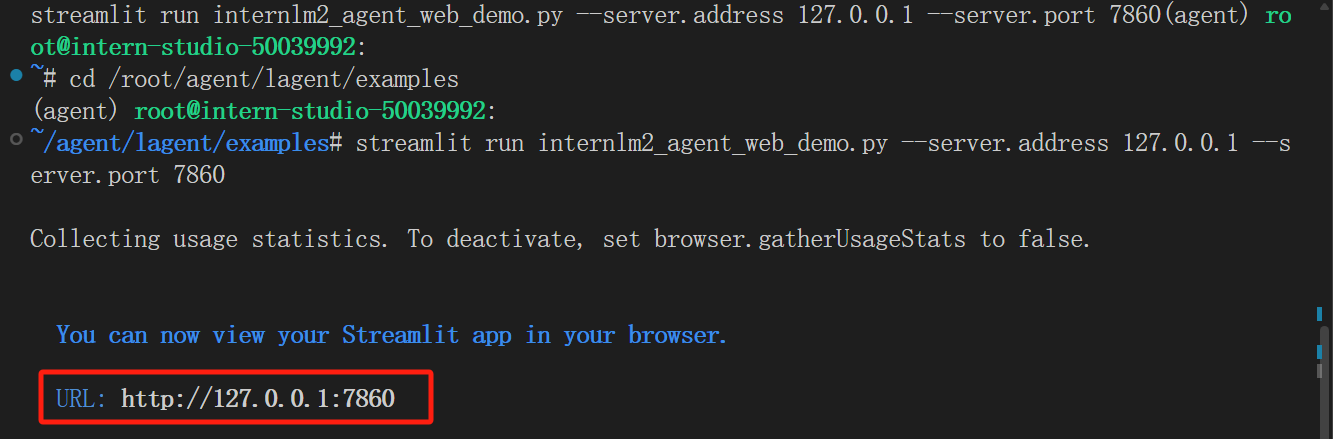 streamlit run internlm2_agent_web_demo.py --server.address 127.0.0.1 --server.port 7860(agent) ro
ot@intern-studio-50039992:
~# cd /root/agent/lagent/examples
(agent) root@intern-studio-50039992:
~/agent/lagent/examples# streamlit run internlm2_agent_web_demo.py --server.address 127.0.0.1 --s
erver.port 7860
Collecting usage statistics. To deactivate, set browser.gatherUsageStats to false.
You can now view your Streamlit app in your browser.
URL: http://127.0.0.1:7860